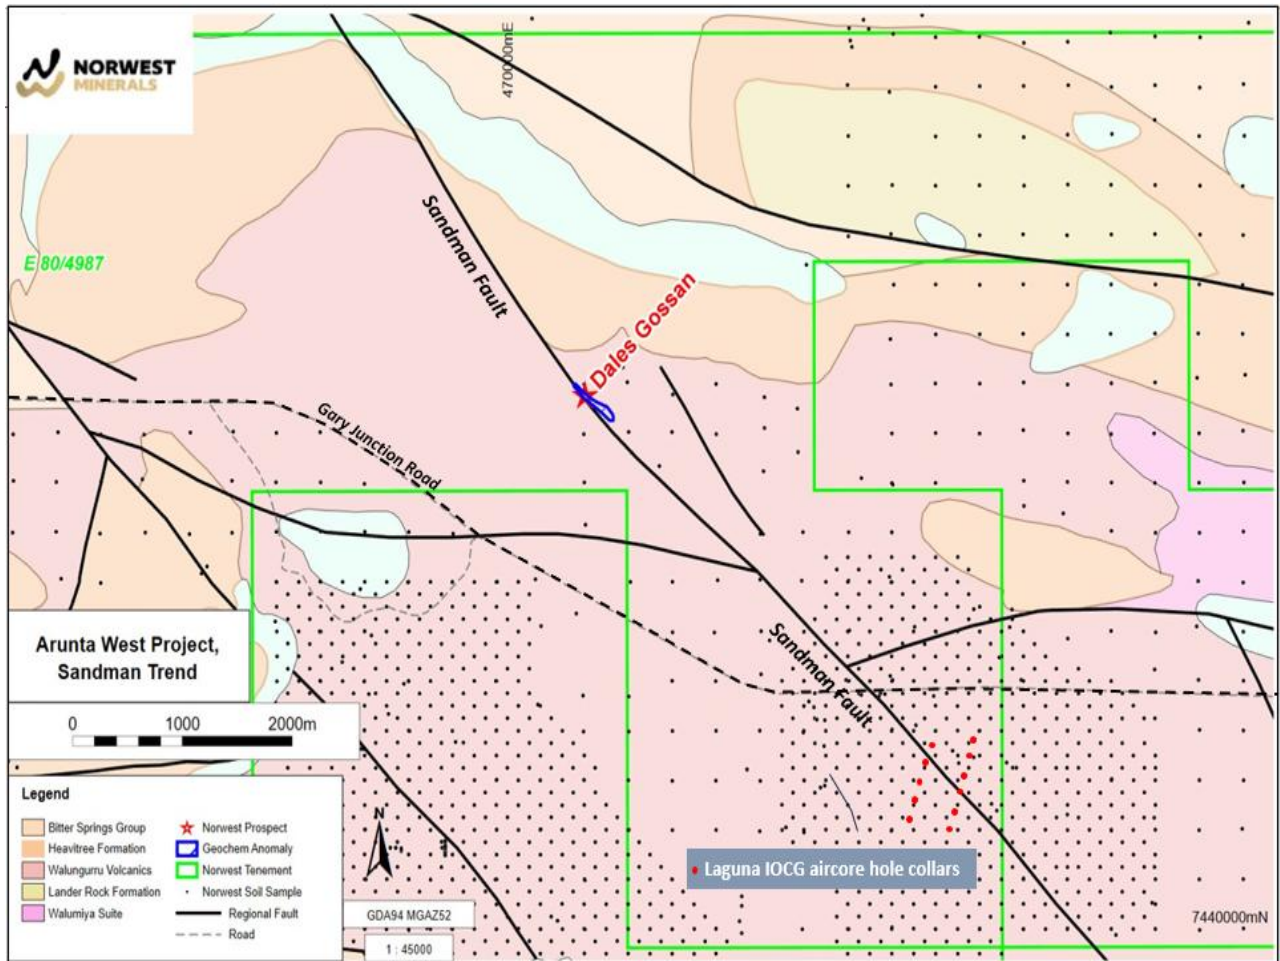 NORWEST
MINERALS
470000mE
E 80/4987
Sandman Fault
Dales Gossan
Gary Junction Road
Sandman Fault
Arunta West Project,
Sandman Trend
0 1000 2000m
Legend
Bitter Springs Group
Heavitree Formation
Walungurru Volcanics
Lander Rock Formation
Walumiya Suite
Norwest Prospect
Geochem Anomaly
Norwest Tenement
Norwest Soil Sample
Regional Fault
Road
N
GDA94 MGAZ52
1 : 45000
Laguna IOCG aircore hole collars
7440000mN